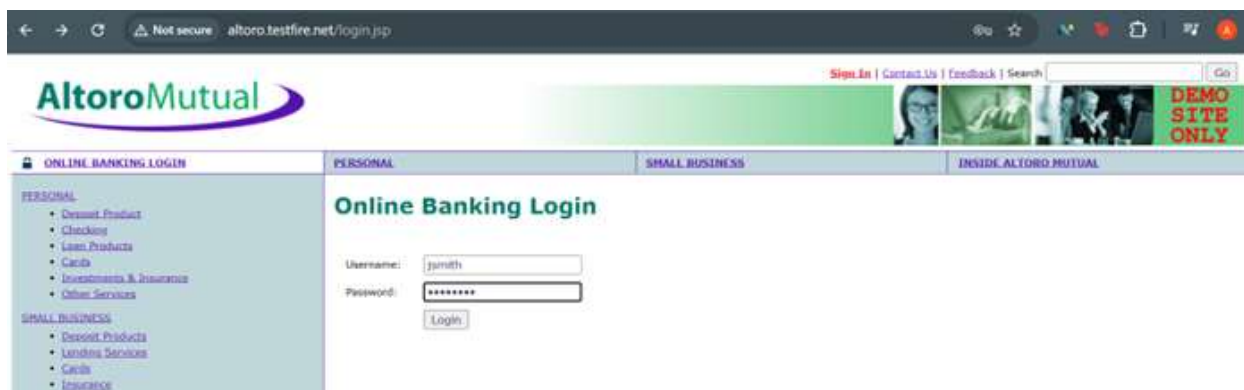 Not secure altoro.testfire.net/login.jsp
Sign In | Contact Us | Feedback | Search Go
AltoroMutual
DEMO
SITE
ONLY
ONLINE BANKING LOGIN
PERSONAL
SMALL BUSINESS
INSIDE ALTORO MUTUAL
PERSONAL
Deposit Product
Checking
Loan Products
Cards
Investments & Insurance
Other Services
SMALL BUSINESS
Deposit Products
Lending Services
Cards
Insurance
Online Banking Login
Username: jsmith
Password: ••••••••
Login